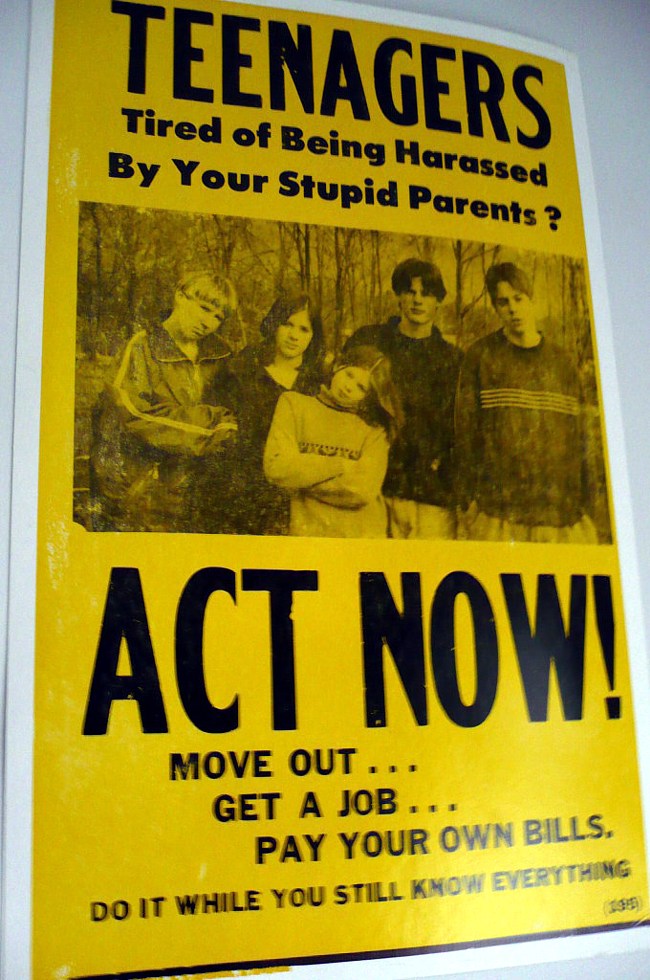 TEENAGERS
Tired of Being Harassed
By Your Stupid Parents ?
ACT NOW!
MOVE OUT . . .
GET A JOB . . .
PAY YOUR OWN BILLS.
DO IT WHILE YOU STILL KNOW EVERYTHING